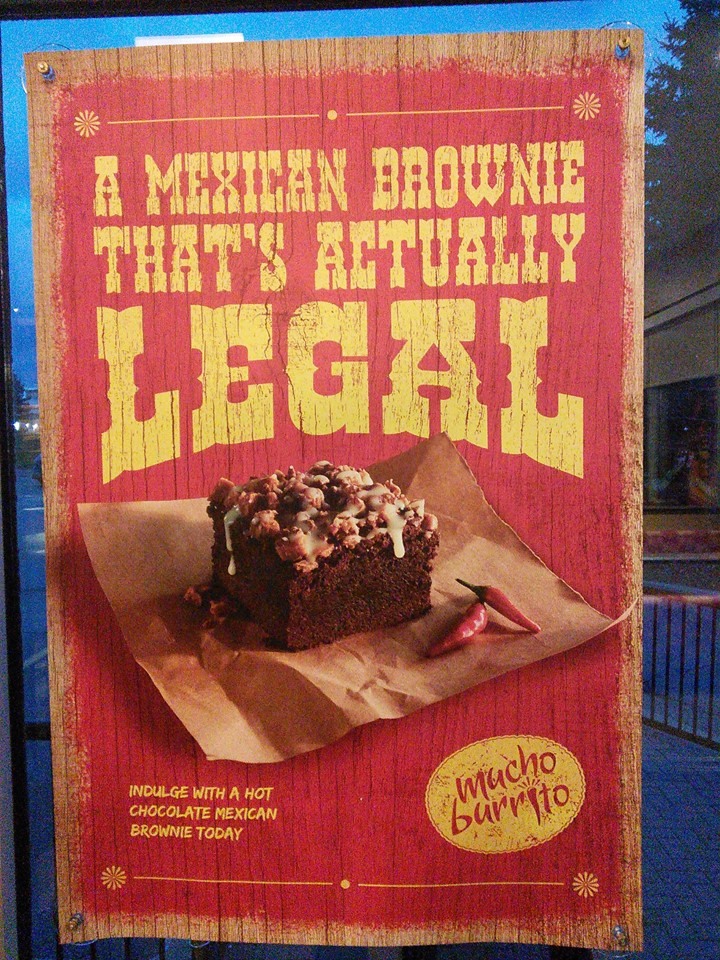 A MEXICAN BROWNIE
THAT'S ACTUALLY
LEGAL
INDULGE WITH A HOT
CHOCOLATE MEXICAN
BROWNIE TODAY
mucho
burrito